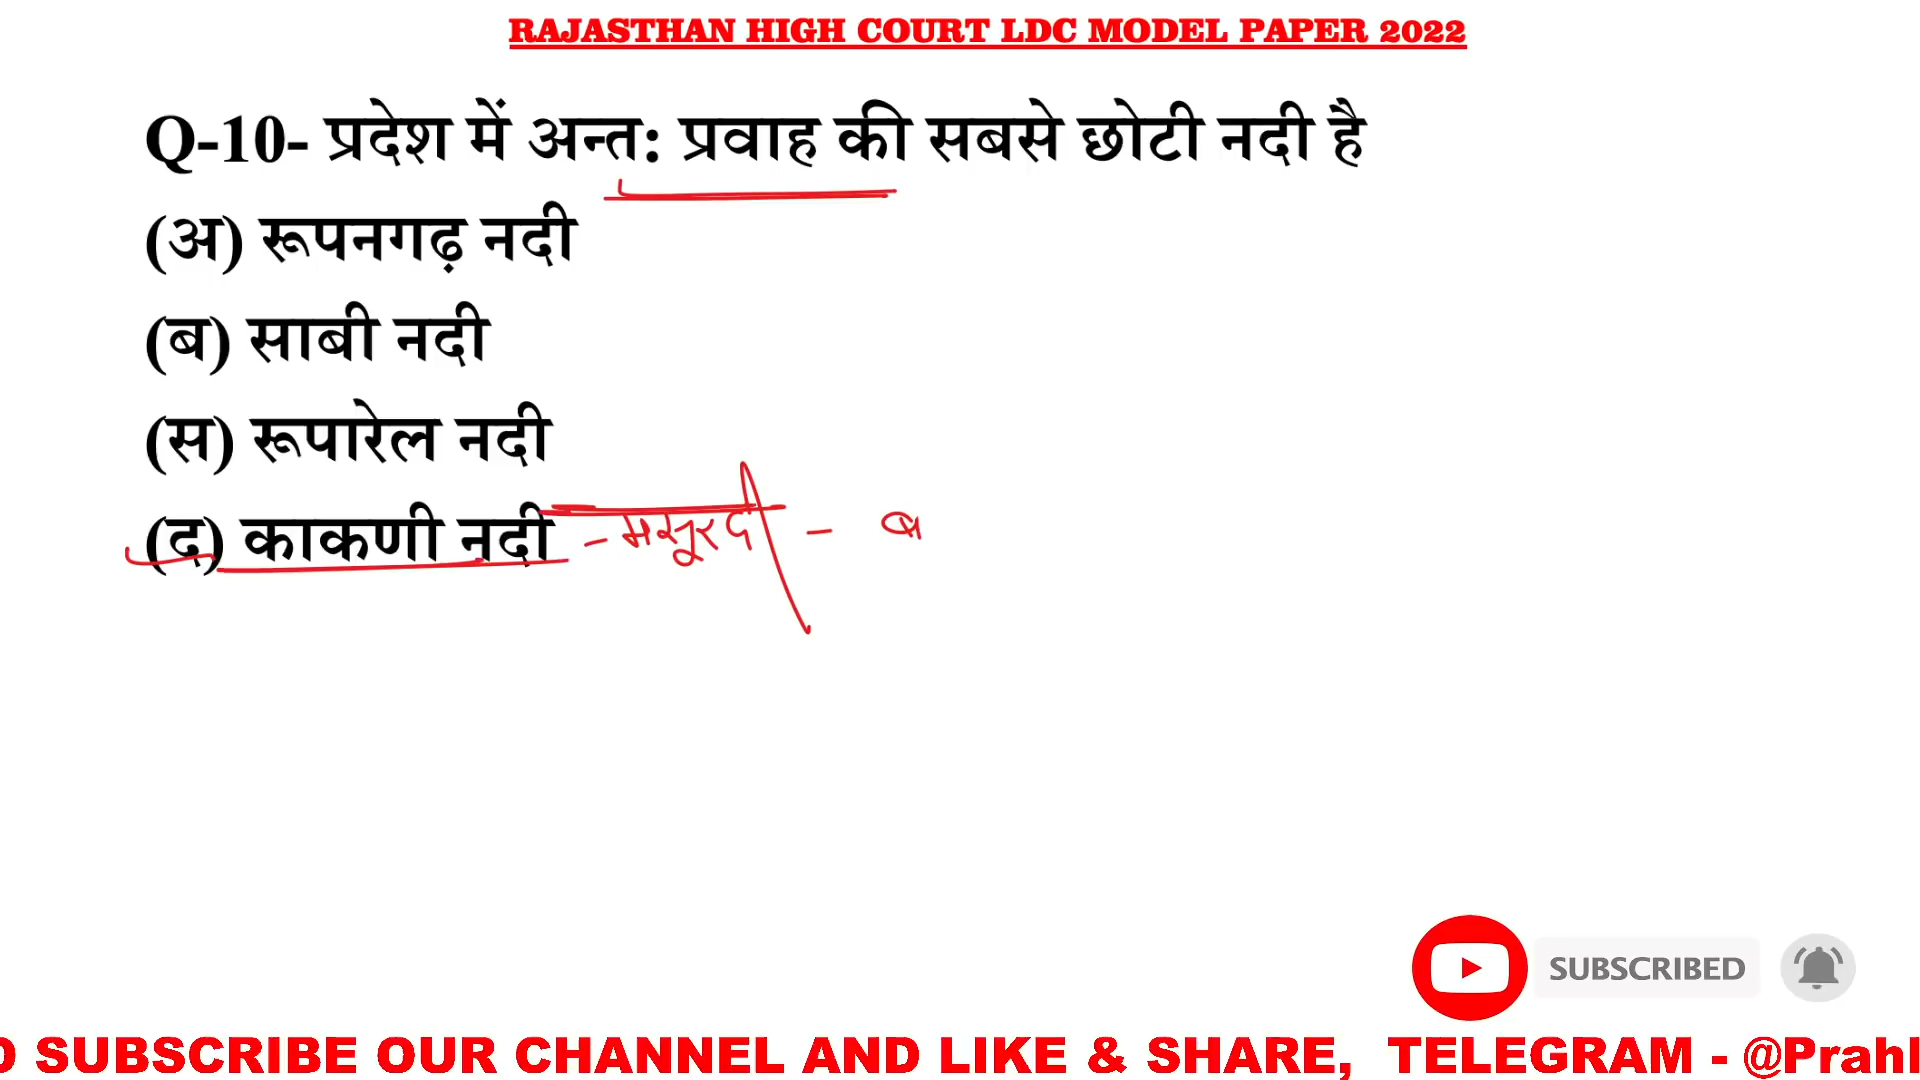 RAJASTHAN HIGH COURT LDC MODEL PAPER 2022
Q-10- प्रदेश में अन्त: प्रवाह की सबसे छोटी नदी है
(अ) रूपनगढ़ नदी
(ब) साबी नदी
(स) रूपारेल नदी
(द) काकणी नदी - मसूरदी -
SUBSCRIBED
SUBSCRIBE OUR CHANNEL AND LIKE & SHARE, TELEGRAM - @Prahl